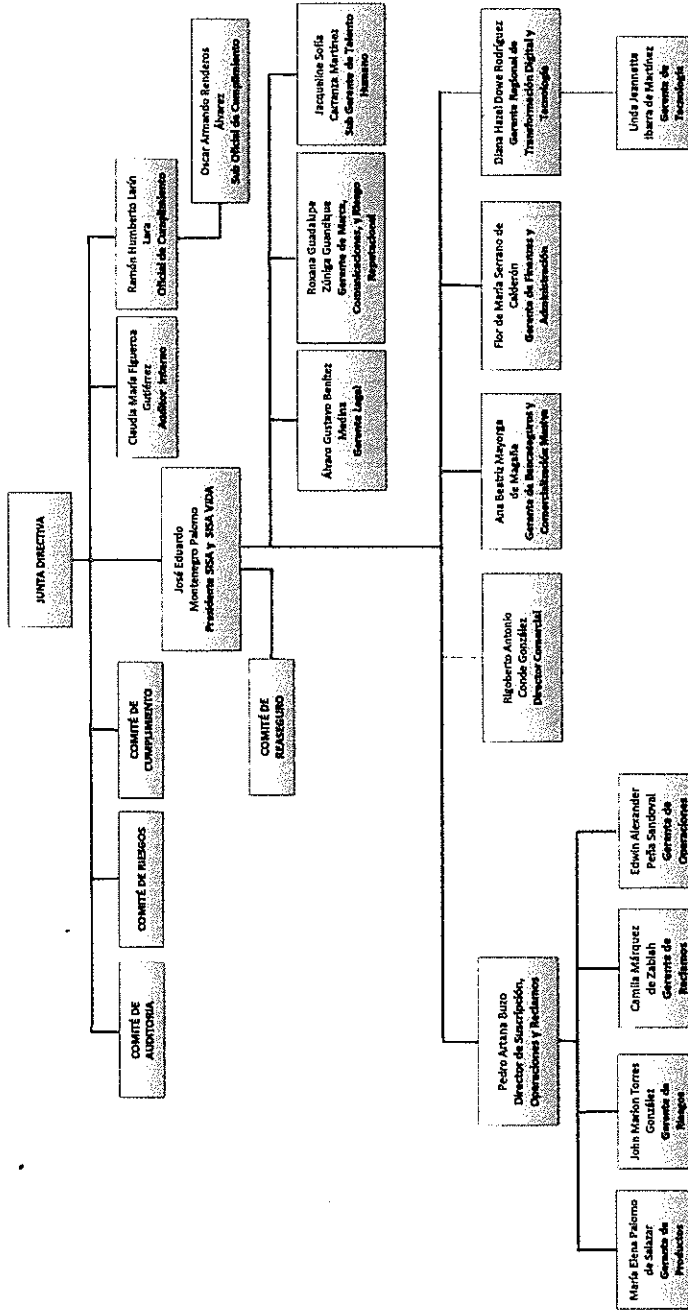 JUNTA DIRECTIVA
COMITÉ DE
AUDITORIA
COMITÉ DE RIESGOS
COMITÉ DE
CUMPLIMIENTO
Claudia María Figueroa
Gutiérrez
Auditor Interno
Ramón Humberto Larín
Lara
Oficial de Cumplimiento
Oscar Armando Renderos
Álvarez
Sub Oficial de Cumplimiento
José Eduardo
Montenegro Palomo
Presidente SISA y SISA VIDA
COMITÉ DE
REASEGURO
Álvaro Gustavo Benítez
Medina
Gerente Legal
Roxana Guadalupe
Zúniga Guandique
Gerente de Marca,
Comunicaciones, y Riesgo
Reputacional
Jacqueline Sofía
Carranza Martínez
Sub Gerente de Talento
Humano
Pedro Artana Buzo
Director de Suscripción,
Operaciones y Reclamos
Rigoberto Antonio
Conde González
Director Comercial
Ana Beatriz Mayorga
de Magaña
Gerente de Bancaseguros y
Comercialización Masiva
Flor de María Serrano de
Calderón
Gerente de Finanzas y
Administración
Diana Hazel Dowe Rodríguez
Gerente Regional de
Transformación Digital y
Tecnología
María Elena Palomo
de Salazar
Gerente de
Productos
John Marlon Torres
González
Gerente de
Riesgos
Camila Márquez
de Zablah
Gerente de
Reclamos
Edwin Alexander
Peña Sandoval
Gerente de
Operaciones
Linda Jeannette
Ibarra de Martínez
Gerente de
Tecnología